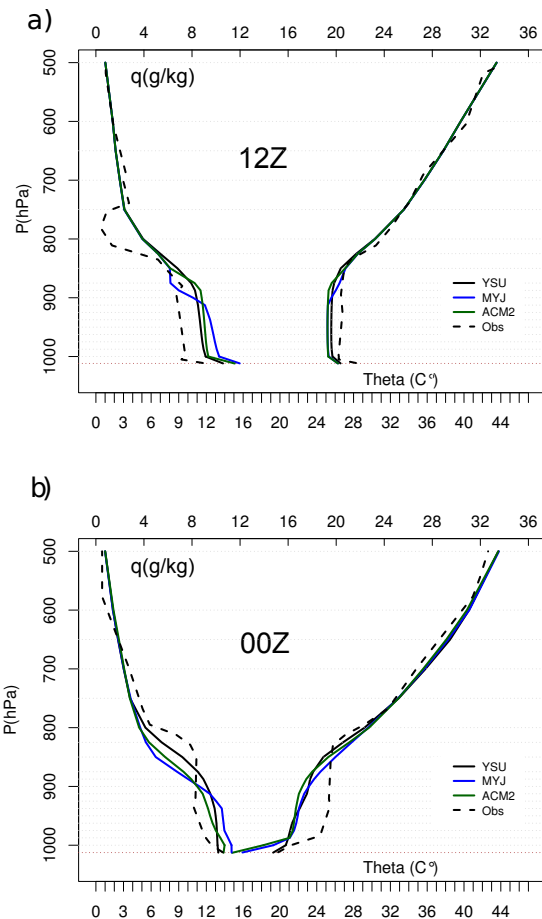 a)
0 4 8 12 16 20 24 28 32 36
q(g/kg)
12Z
P(hPa)
500
600
700
800
900
1000
YSU
MYJ
ACM2
Obs
Theta (C°)
0 3 6 9 12 16 20 24 28 32 36 40 44
b)
0 4 8 12 16 20 24 28 32 36
q(g/kg)
00Z
P(hPa)
500
600
700
800
900
1000
YSU
MYJ
ACM2
Obs
Theta (C°)
0 3 6 9 12 16 20 24 28 32 36 40 44